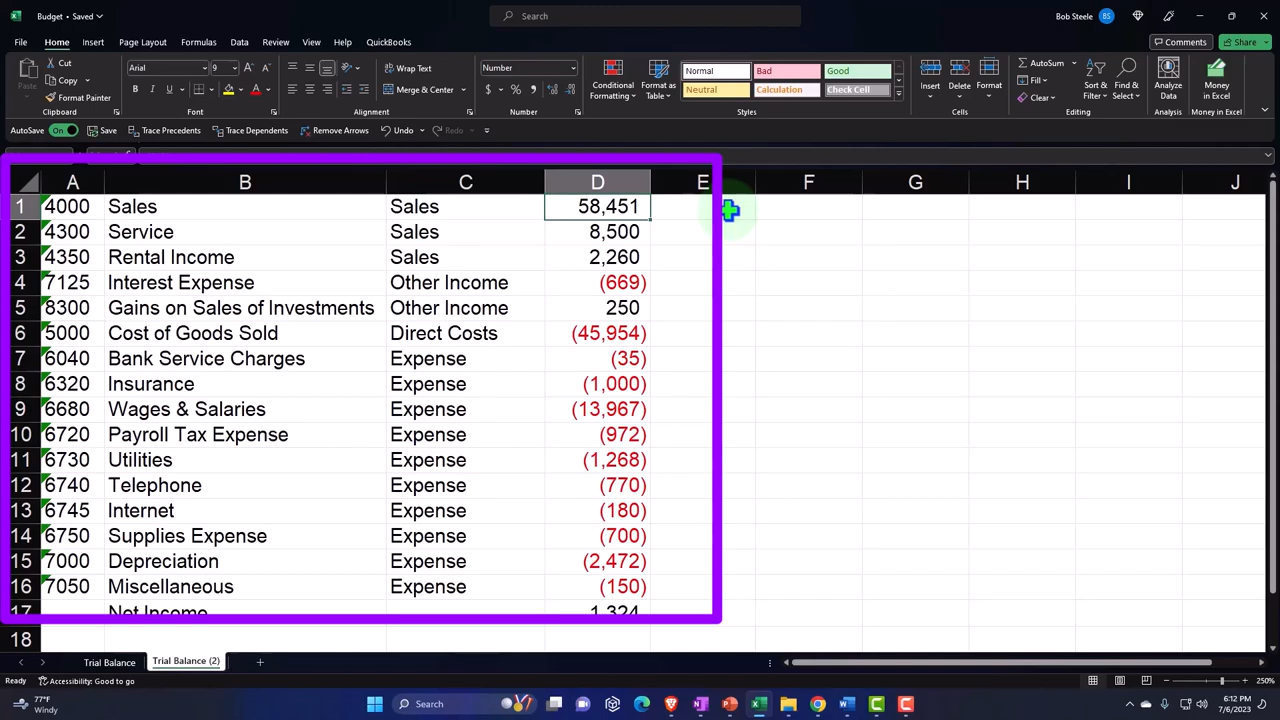 Budget • Saved
Search
Bob Steele BS
File Home Insert Page Layout Formulas Data Review View Help QuickBooks
Comments Share
Paste Cut Copy Format Painter
Clipboard
Arial 9
B I U
Font
Wrap Text
Merge & Center
Alignment
Number
$ % 9
Number
Conditional Formatting
Format as Table
Normal Bad Good
Neutral Calculation Check Cell
Styles
Insert Delete Format
Cells
AutoSum
Fill
Clear
Sort & Filter
Find & Select
Editing
Analyze Data
Analysis
Money in Excel
Money in Excel
AutoSave On Save Trace Precedents Trace Dependents Remove Arrows Undo Redo
A B C D E F G H I J
1 4000 Sales Sales 58,451
2 4300 Service Sales 8,500
3 4350 Rental Income Sales 2,260
4 7125 Interest Expense Other Income (669)
5 8300 Gains on Sales of Investments Other Income 250
6 5000 Cost of Goods Sold Direct Costs (45,954)
7 6040 Bank Service Charges Expense (35)
8 6320 Insurance Expense (1,000)
9 6680 Wages & Salaries Expense (13,967)
10 6720 Payroll Tax Expense Expense (972)
11 6730 Utilities Expense (1,268)
12 6740 Telephone Expense (770)
13 6745 Internet Expense (180)
14 6750 Supplies Expense Expense (700)
15 7000 Depreciation Expense (2,472)
16 7050 Miscellaneous Expense (150)
17 Net Income 1,324
18
Trial Balance Trial Balance (2)
Ready Accessibility: Good to go 250%
77°F
Windy
Search
6:12 PM
7/6/2023